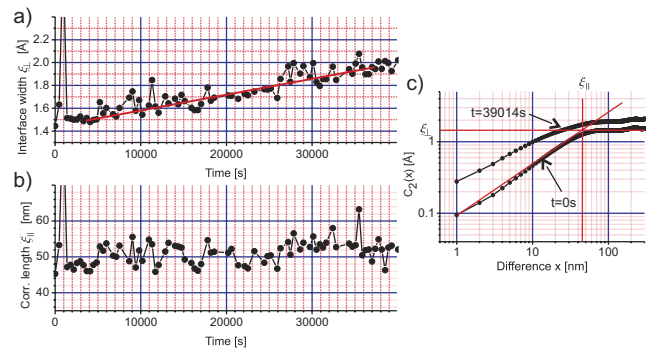 a)
Interface width ξ⊥ [Å]
2.2
2.0
1.8
1.6
1.4
0 10000 20000 30000
Time [s]
b)
Corr. length ξ|| [nm]
60
50
40
0 10000 20000 30000
Time [s]
c)
ξ||
t=39014s
ξ⊥
t=0s
C2(x) [Å]
1
0.1
1 10 100
Difference x [nm]